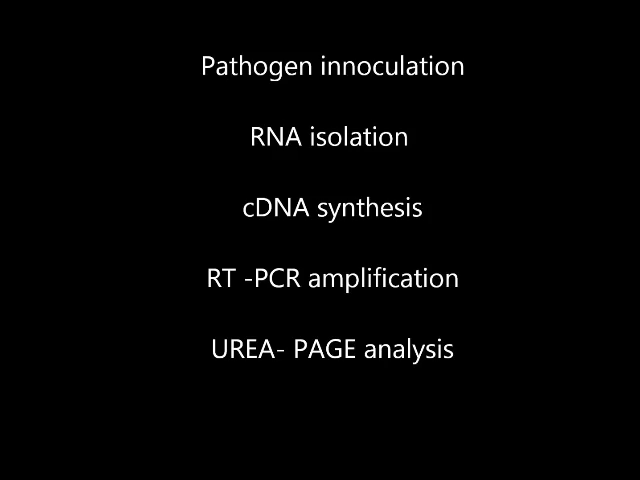 Pathogen innoculation
RNA isolation
cDNA synthesis
RT -PCR amplification
UREA- PAGE analysis